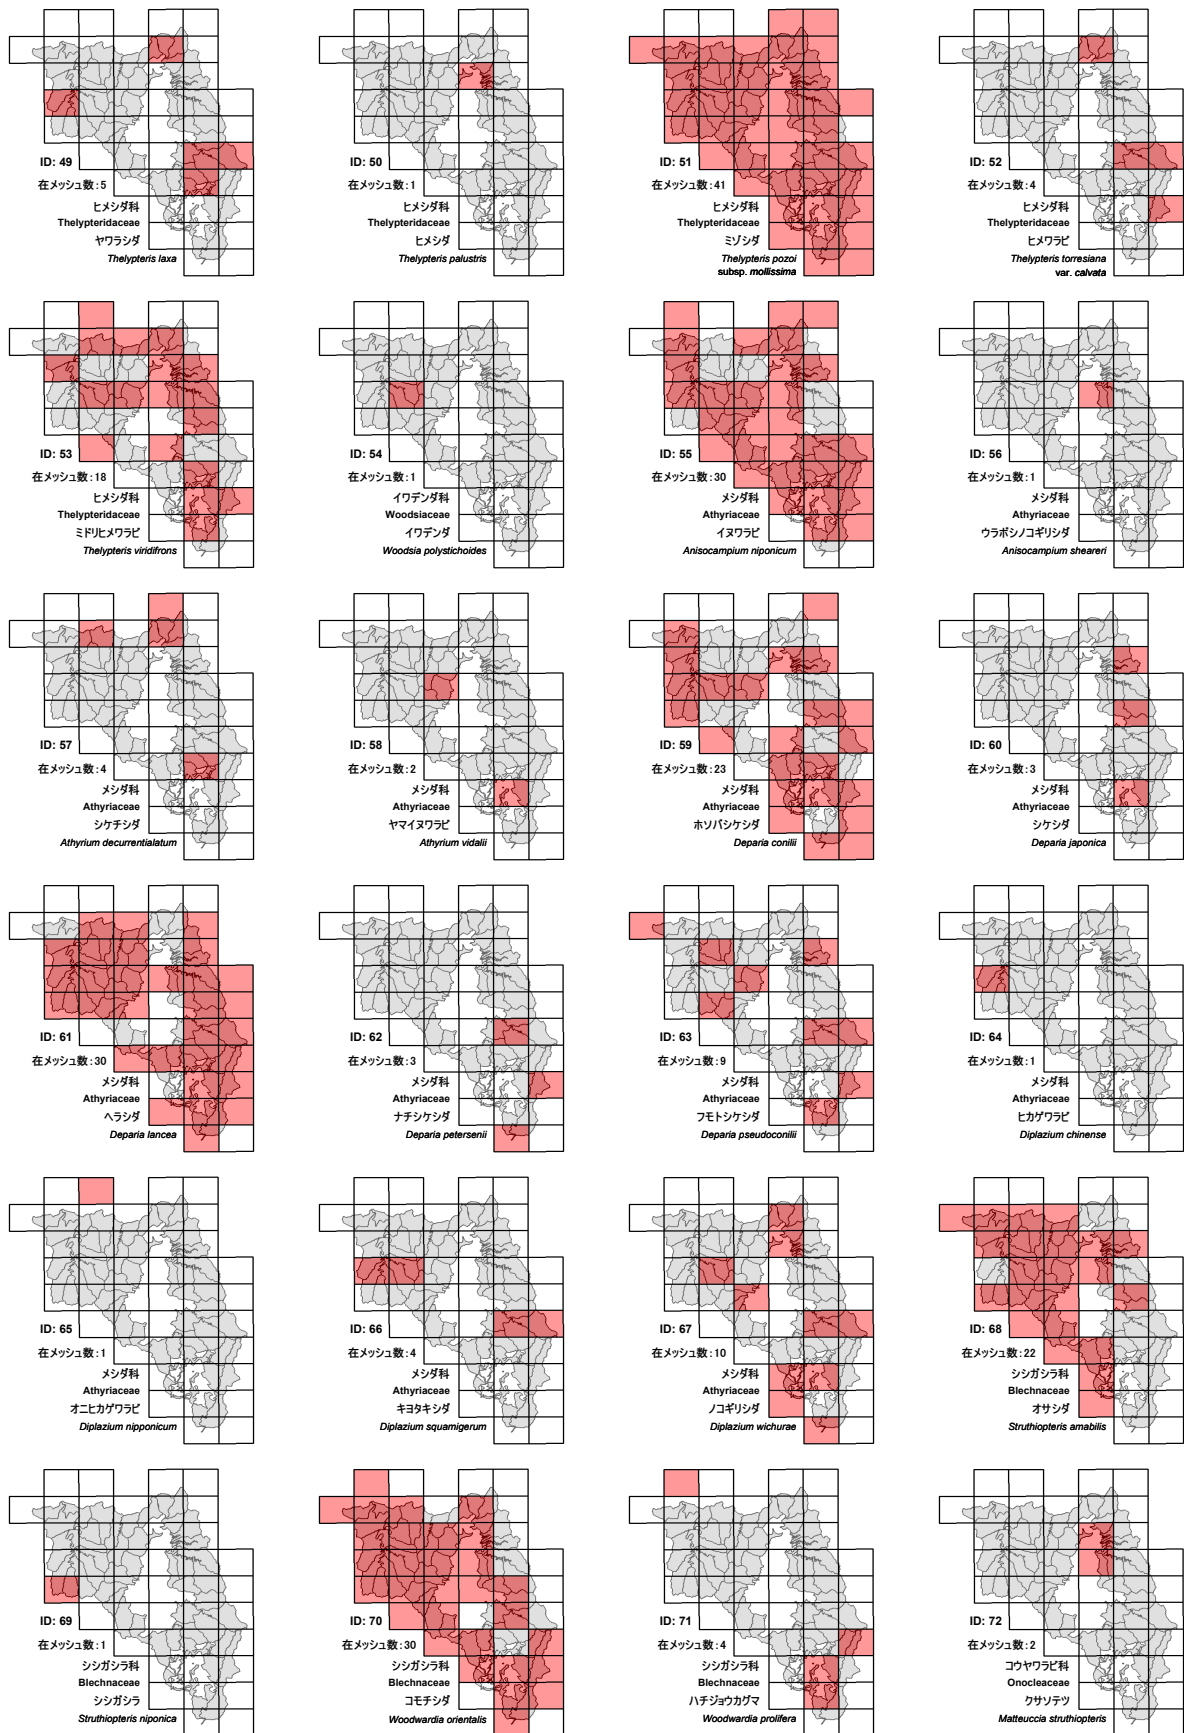 ID: 49
在メッシュ数:5
ヒメシダ科
Thelypteridaceae
ヤワラシダ
Thelypteris laxa
ID: 50
在メッシュ数:1
ヒメシダ科
Thelypteridaceae
ヒメシダ
Thelypteris palustris
ID: 51
在メッシュ数:41
ヒメシダ科
Thelypteridaceae
ミゾシダ
Thelypteris pozoi
subsp. mollissima
ID: 52
在メッシュ数:4
ヒメシダ科
Thelypteridaceae
ヒメワラビ
Thelypteris torresiana
var. calvata
ID: 53
在メッシュ数:18
ヒメシダ科
Thelypteridaceae
ミドリヒメワラビ
Thelypteris viridifrons
ID: 54
在メッシュ数:1
イワデンダ科
Woodsiaceae
イワデンダ
Woodsia polystichoides
ID: 55
在メッシュ数:30
メシダ科
Athyriaceae
イヌワラビ
Anisocampium niponicum
ID: 56
在メッシュ数:1
メシダ科
Athyriaceae
ウラボシノコギリシダ
Anisocampium sheareri
ID: 57
在メッシュ数:4
メシダ科
Athyriaceae
シケチシダ
Athyrium decurrentialatum
ID: 58
在メッシュ数:2
メシダ科
Athyriaceae
ヤマイヌワラビ
Athyrium vidalii
ID: 59
在メッシュ数:23
メシダ科
Athyriaceae
ホソバシケシダ
Deparia conilii
ID: 60
在メッシュ数:3
メシダ科
Athyriaceae
シケシダ
Deparia japonica
ID: 61
在メッシュ数:30
メシダ科
Athyriaceae
ヘラシダ
Deparia lancea
ID: 62
在メッシュ数:3
メシダ科
Athyriaceae
ナチシケシダ
Deparia petersenii
ID: 63
在メッシュ数:9
メシダ科
Athyriaceae
フモトシケシダ
Deparia pseudoconilii
ID: 64
在メッシュ数:1
メシダ科
Athyriaceae
ヒカゲワラビ
Diplazium chinense
ID: 65
在メッシュ数:1
メシダ科
Athyriaceae
オニヒカゲワラビ
Diplazium nipponicum
ID: 66
在メッシュ数:4
メシダ科
Athyriaceae
キヨタキシダ
Diplazium squamigerum
ID: 67
在メッシュ数:10
メシダ科
Athyriaceae
ノコギリシダ
Diplazium wichurae
ID: 68
在メッシュ数:22
シシガシラ科
Blechnaceae
オサシダ
Struthiopteris amabilis
ID: 69
在メッシュ数:1
シシガシラ科
Blechnaceae
シシガシラ
Struthiopteris niponica
ID: 70
在メッシュ数:30
シシガシラ科
Blechnaceae
コモチシダ
Woodwardia orientalis
ID: 71
在メッシュ数:4
シシガシラ科
Blechnaceae
ハチジョウカグマ
Woodwardia prolifera
ID: 72
在メッシュ数:2
コウヤワラビ科
Onocleaceae
クサソテツ
Matteuccia struthiopteris